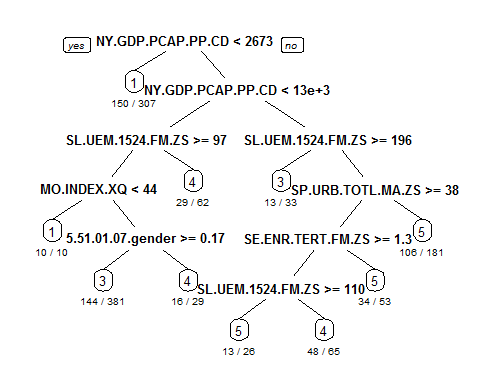 yes NY.GDP.PCAP.PP.CD < 2673 no
1
150 / 307
NY.GDP.PCAP.PP.CD < 13e+3
SL.UEM.1524.FM.ZS >= 97 SL.UEM.1524.FM.ZS >= 196
MO.INDEX.XQ < 44
4
29 / 62
3
13 / 33
SP.URB.TOTL.MA.ZS >= 38
1
10 / 10
5.51.01.07.gender >= 0.17
SE.ENR.TERT.FM.ZS >= 1.3
5
106 / 181
3
144 / 381
4
16 / 29
SL.UEM.1524.FM.ZS >= 110
5
34 / 53
5
13 / 26
4
48 / 65